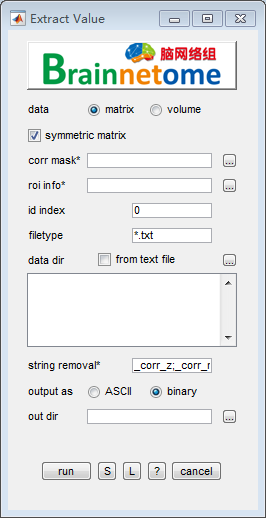 Extract Value
脑网络组
Brainnetome
data matrix volume
symmetric matrix
corr mask* ...
roi info* ...
id index 0
filetype *.txt
data dir from text file ...
string removal* _corr_z;_corr_r
output as ASCII binary
out dir ...
run S L ? cancel